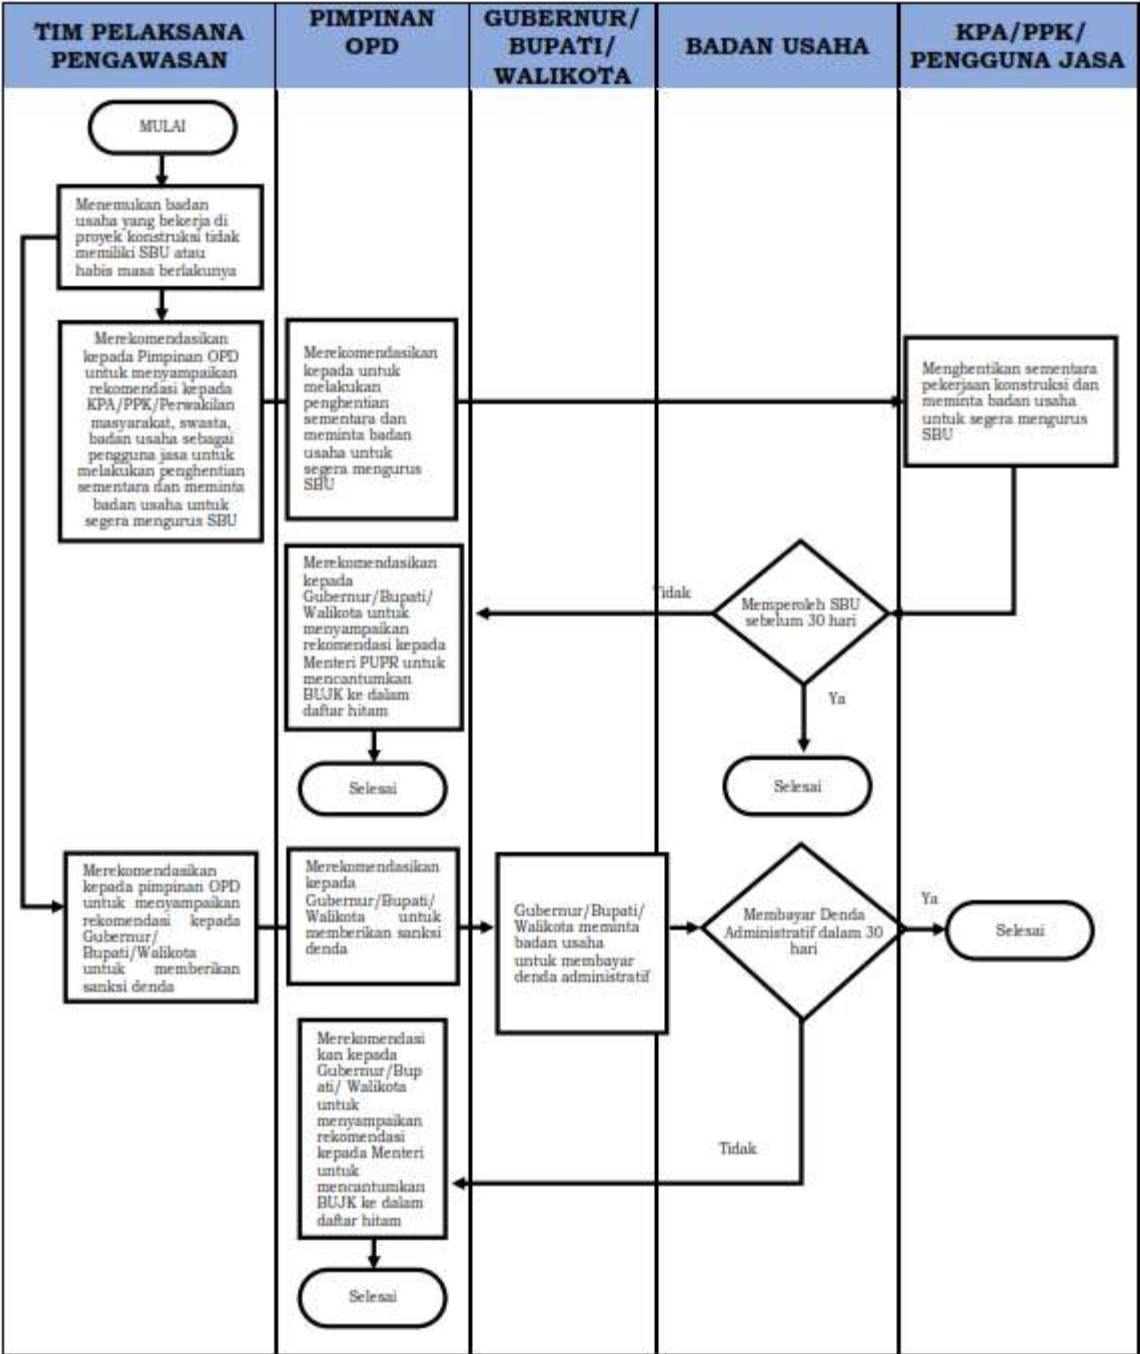 TIM PELAKSANA
PENGAWASAN
PIMPINAN
OPD
GUBERNUR/
BUPATI/
WALIKOTA
BADAN USAHA
KPA/PPK/
PENGGUNA JASA
MULAI
Menemukan badan
usaha yang bekerja di
proyek konstruksi tidak
memiliki SBU atau
habis masa berlakunya
Merekomendasikan
kepada Pimpinan OPD
untuk menyampaikan
rekomendasi kepada
KPA/PPK/Perwakilan
masyarakat, swasta,
badan usaha sebagai
pengguna jasa untuk
melakukan penghentian
sementara dan meminta
badan usaha untuk
segera mengurus SBU
Merekomendasikan
kepada untuk
melakukan
penghentian
sementara dan
meminta badan
usaha untuk
segera mengurus
SBU
Menghentikan sementara
pekerjaan konstruksi dan
meminta badan usaha
untuk segera mengurus
SBU
Merekomendasikan
kepada
Gubernur/Bupati/
Walikota untuk
menyampaikan
rekomendasi kepada
Menteri PUPR untuk
mencantumkan
BUJK ke dalam
daftar hitam
Tidak
Memperoleh SBU
sebelum 30 hari
Ya
Selesai
Selesai
Merekomendasikan
kepada pimpinan OPD
untuk menyampaikan
rekomendasi kepada
Gubernur/
Bupati/Walikota
untuk memberikan
sanksi denda
Merekomendasikan
kepada
Gubernur/Bupati/
Walikota untuk
memberikan sanksi
denda
Gubernur/Bupati/
Walikota meminta
badan usaha
untuk membayar
denda administratif
Membayar Denda
Administratif dalam 30
hari
Ya
Selesai
Merekomendasi
kan kepada
Gubernur/Bup
ati/ Walikota
untuk
menyampaikan
rekomendasi
kepada Menteri
untuk
mencantumkan
BUJK ke dalam
daftar hitam
Tidak
Selesai